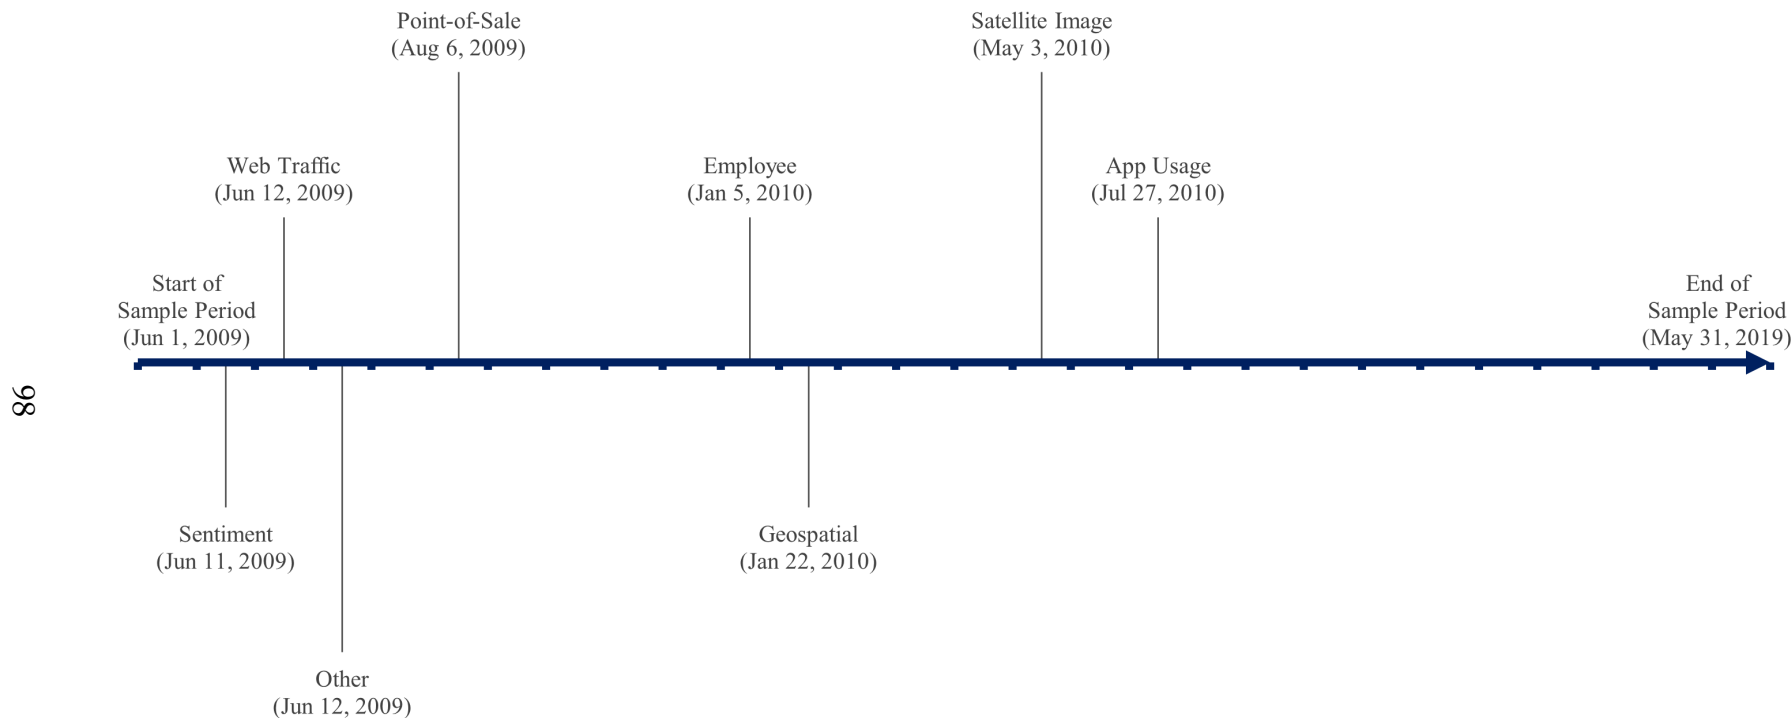 Point-of-Sale
(Aug 6, 2009)
Satellite Image
(May 3, 2010)
Web Traffic
(Jun 12, 2009)
Employee
(Jan 5, 2010)
App Usage
(Jul 27, 2010)
Start of
Sample Period
(Jun 1, 2009)
End of
Sample Period
(May 31, 2019)
98
Sentiment
(Jun 11, 2009)
Geospatial
(Jan 22, 2010)
Other
(Jun 12, 2009)